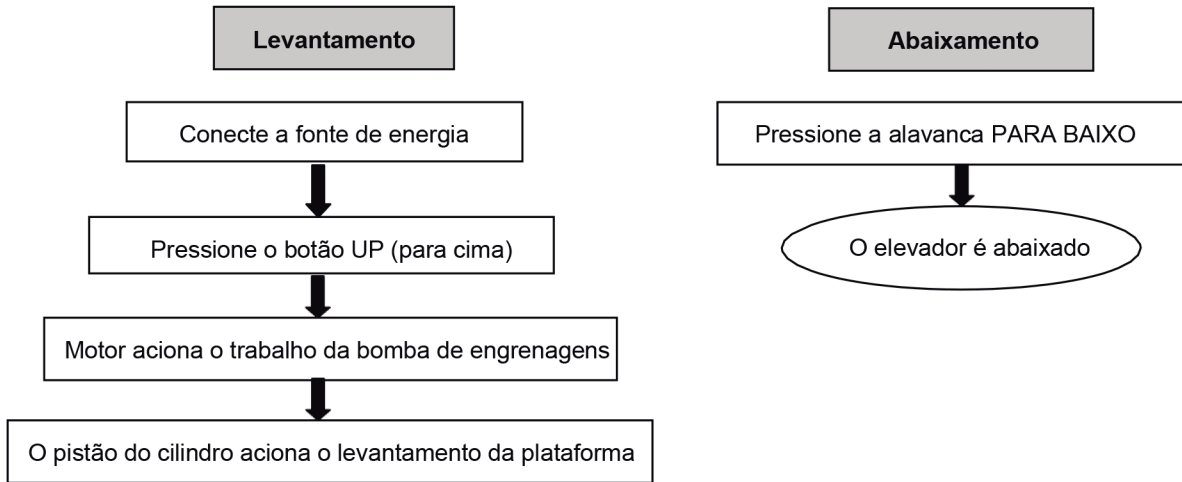 Levantamento
Conecte a fonte de energia
Pressione o botão UP (para cima)
Motor aciona o trabalho da bomba de engrenagens
O pistão do cilindro aciona o levantamento da plataforma
Abaixamento
Pressione a alavanca PARA BAIXO
O elevador é abaixado